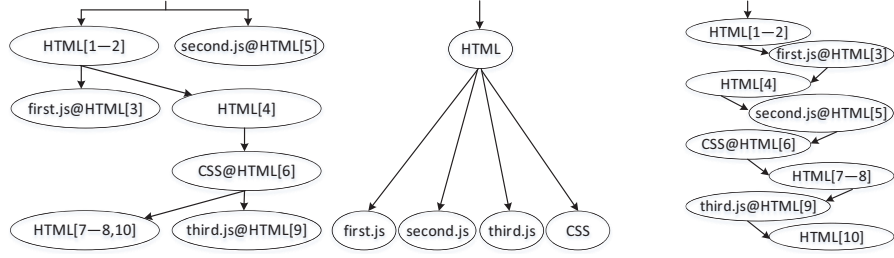 HTML[1—2]
second.js@HTML[5]
first.js@HTML[3]
HTML[4]
CSS@HTML[6]
HTML[7—8,10]
third.js@HTML[9]
HTML
first.js
second.js
third.js
CSS
HTML[1—2]
first.js@HTML[3]
HTML[4]
second.js@HTML[5]
CSS@HTML[6]
HTML[7—8]
third.js@HTML[9]
HTML[10]